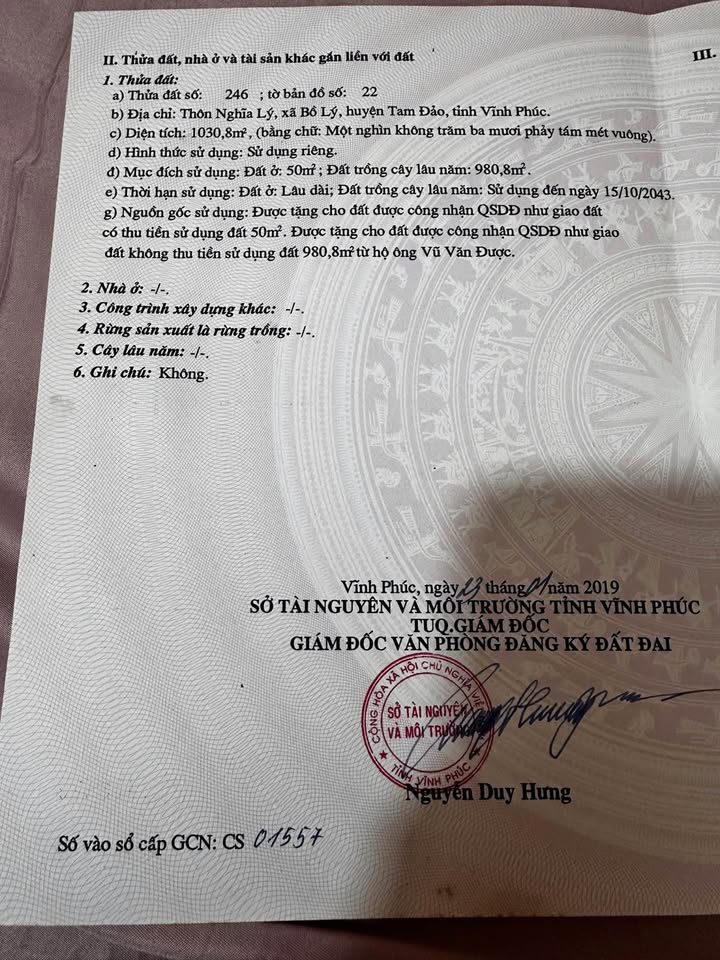 II. Thửa đất, nhà ở và tài sản khác gắn liền với đất
III.
1. Thửa đất:
a) Thửa đất số: 246 ; tờ bản đồ số: 22
b) Địa chỉ: Thôn Nghĩa Lý, xã Bồ Lý, huyện Tam Đảo, tỉnh Vĩnh Phúc.
c) Diện tích: 1030,8m², (bằng chữ: Một nghìn không trăm ba mươi phảy tám mét vuông).
d) Hình thức sử dụng: Sử dụng riêng.
đ) Mục đích sử dụng: Đất ở: 50m² ; Đất trồng cây lâu năm: 980,8m².
e) Thời hạn sử dụng: Đất ở: Lâu dài; Đất trồng cây lâu năm: Sử dụng đến ngày 15/10/2043.
g) Nguồn gốc sử dụng: Được tặng cho đất được công nhận QSDĐ như giao đất
có thu tiền sử dụng đất 50m². Được tặng cho đất được công nhận QSDĐ như giao
đất không thu tiền sử dụng đất 980,8m² từ hộ ông Vũ Văn Được.
2. Nhà ở: -/-.
3. Công trình xây dựng khác: -/-.
4. Rừng sản xuất là rừng trồng: -/-.
5. Cây lâu năm: -/-.
6. Ghi chú: Không.
Vĩnh Phúc, ngày 23 tháng 01 năm 2019
SỞ TÀI NGUYÊN VÀ MÔI TRƯỜNG TỈNH VĨNH PHÚC
TUQ.GIÁM ĐỐC
GIÁM ĐỐC VĂN PHÒNG ĐĂNG KÝ ĐẤT ĐAI
CỘNG HÒA XÃ HỘI CHỦ NGHĨA
SỞ TÀI NGUYÊN
VÀ MÔI TRƯỜNG
TỈNH VĨNH PHÚC
Nguyễn Duy Hưng
Số vào sổ cấp GCN: CS 01557